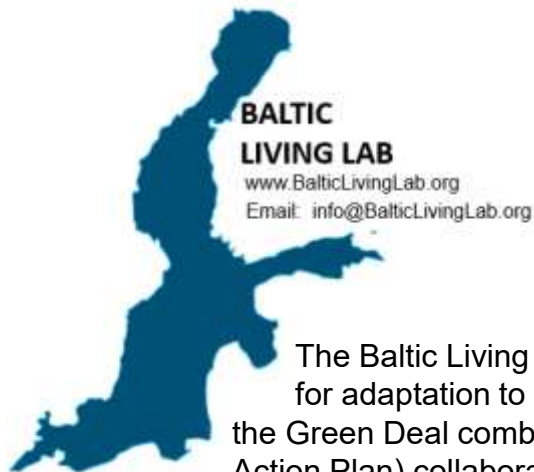 BALTIC
LIVING LAB
www.BalticLivingLab.org
Email: info@BalticLivingLab.org
The Baltic Living
for adaptation to
the Green Deal comb
Action Plan) collabora